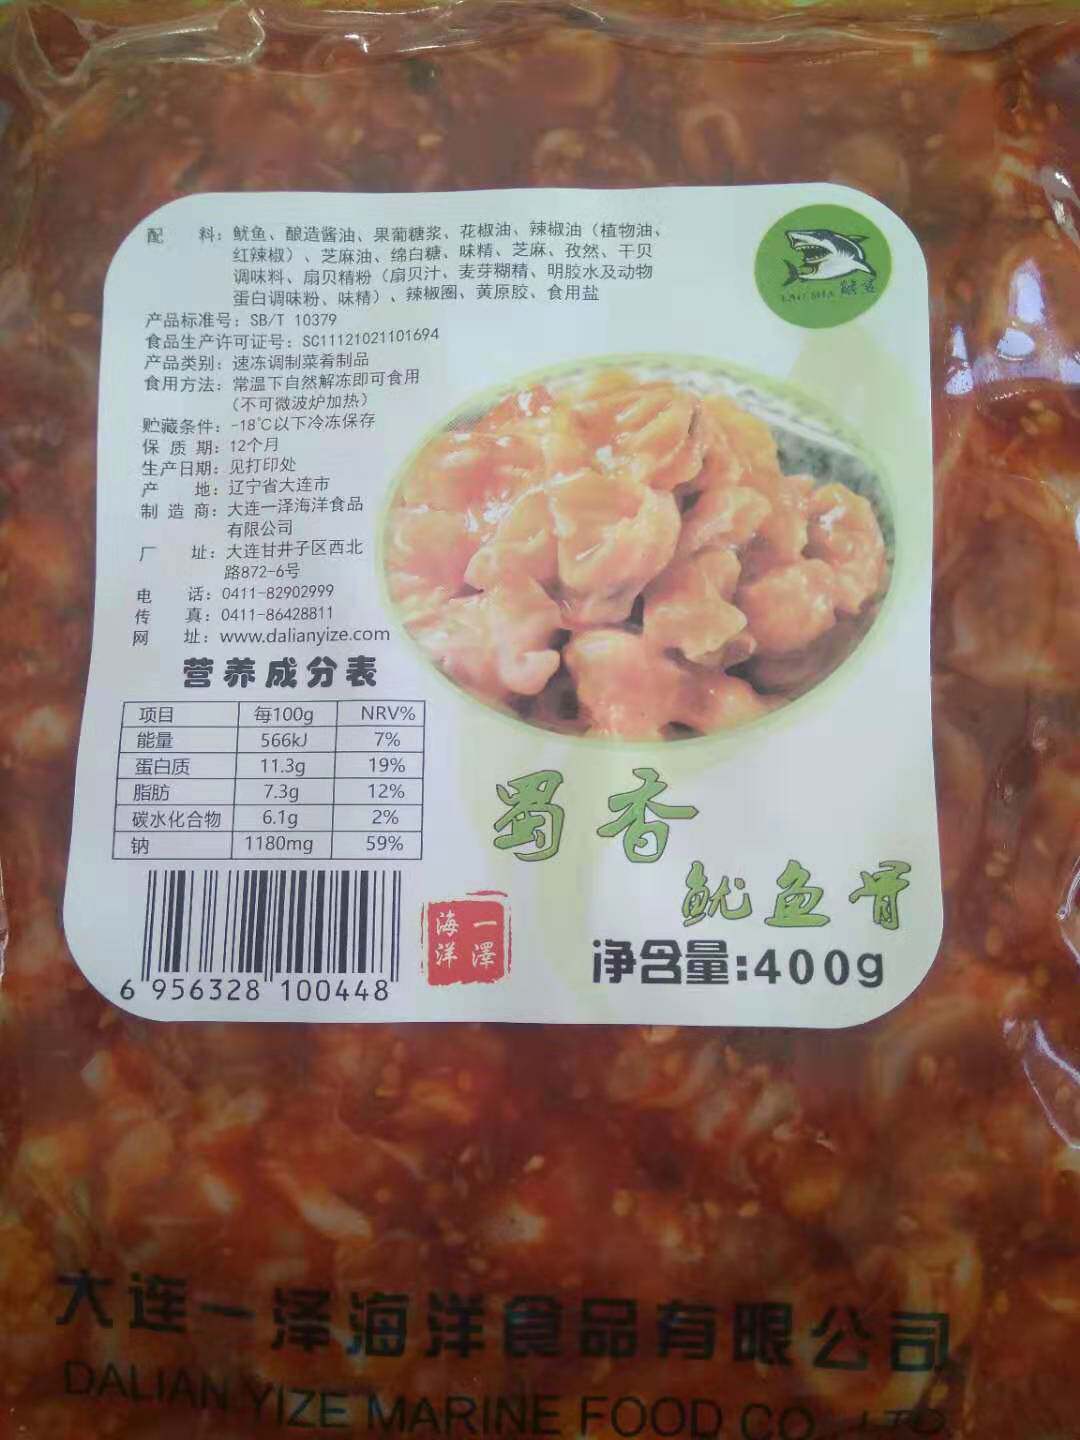 配 料：鱿鱼、酿造酱油、果葡糖浆、花椒油、辣椒油（植物油、
红辣椒）、芝麻油、绵白糖、味精、芝麻、孜然、干贝
调味料、扇贝精粉（扇贝汁、麦芽糊精、明胶水及动物
蛋白调味粉、味精）、辣椒圈、黄原胶、食用盐
产品标准号：SB/T 10379
食品生产许可证号：SC11121021101694
产品类别：速冻调制菜肴制品
食用方法：常温下自然解冻即可食用
（不可微波炉加热）
贮藏条件：-18℃以下冷冻保存
保 质 期：12个月
生产日期：见打印处
产 地：辽宁省大连市
制 造 商：大连一泽海洋食品
有限公司
厂 址：大连甘井子区西北
路872-6号
电 话：0411-82902999
传 真：0411-86428811
网 址：www.dalianyize.com
营养成分表
项目 每100g NRV%
能量 566kJ 7%
蛋白质 11.3g 19%
脂肪 7.3g 12%
碳水化合物 6.1g 2%
钠 1180mg 59%
6 956328 100448
一澤
海洋
蜀香
鱿鱼骨
净含量:400g
大连一泽海洋食品有限公司
DALIAN YIZE MARINE FOOD CO.,LTD.